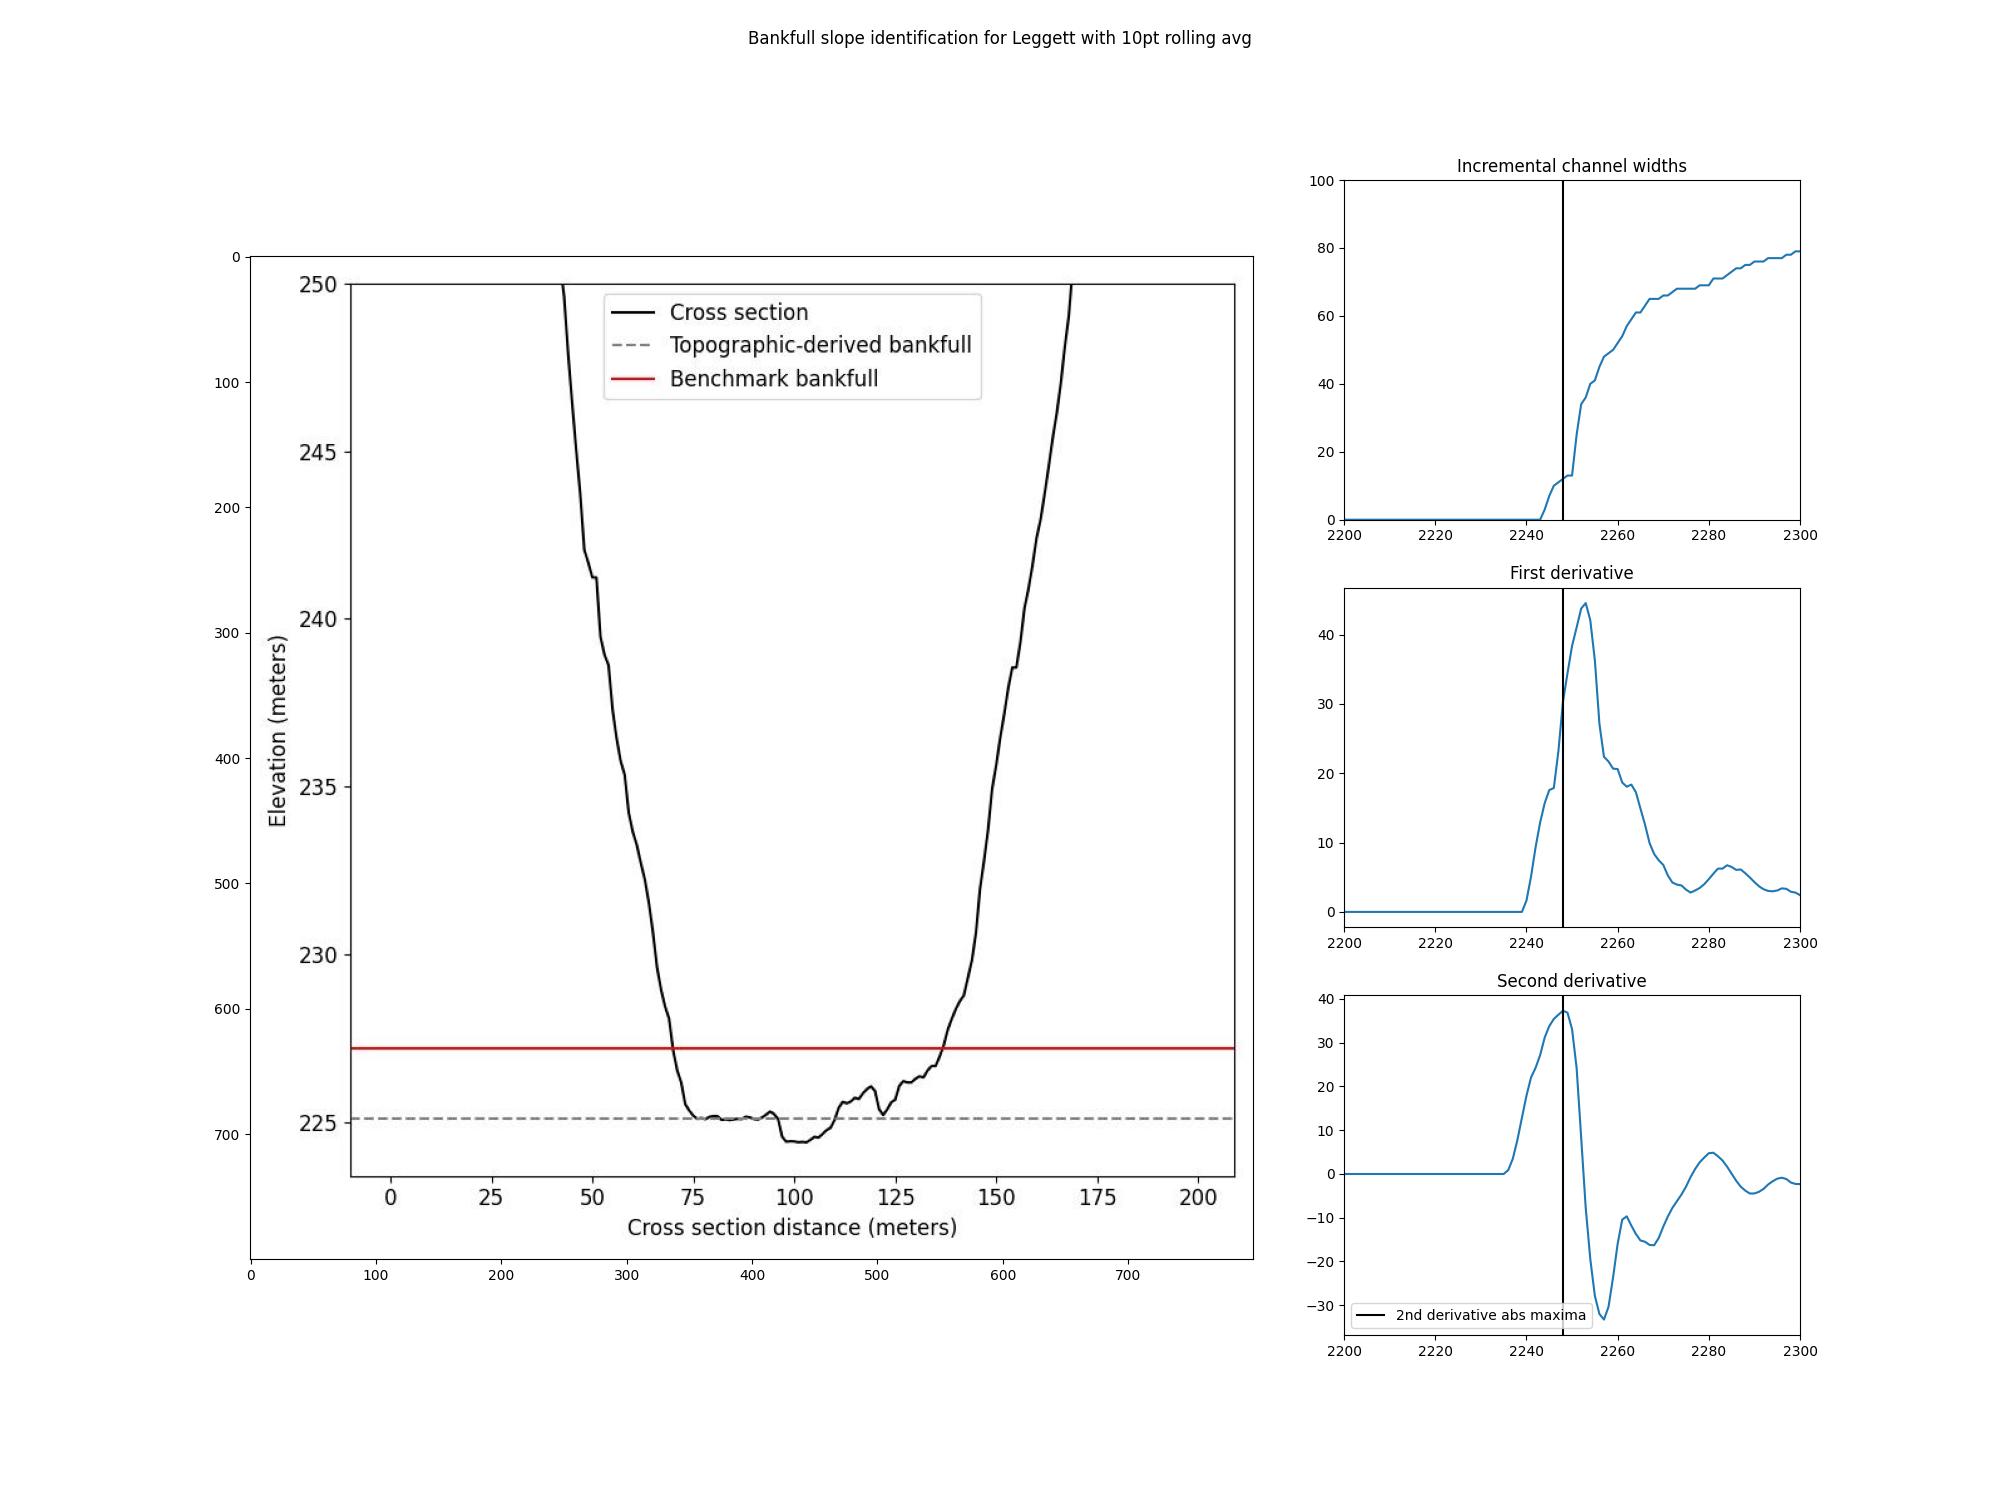 Bankfull slope identification for Leggett with 10pt rolling avg
0
100
200
300
400
500
600
700
0 100 200 300 400 500 600 700
250
245
240
235
230
225
Elevation (meters)
Cross section
Topographic-derived bankfull
Benchmark bankfull
0 25 50 75 100 125 150 175 200
Cross section distance (meters)
Incremental channel widths
100
80
60
40
20
0
2200 2220 2240 2260 2280 2300
First derivative
40
30
20
10
0
2200 2220 2240 2260 2280 2300
Second derivative
40
30
20
10
0
−10
−20
−30
2nd derivative abs maxima
2200 2220 2240 2260 2280 2300